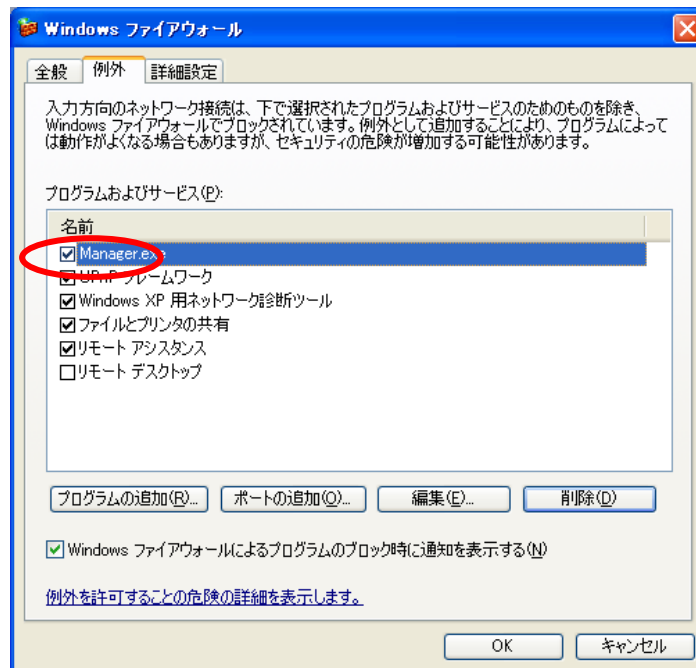 Windows ファイアウォール
全般
例外
詳細設定
入力方向のネットワーク接続は、下で選択されたプログラムおよびサービスのためのものを除き、
Windows ファイアウォールでブロックされています。例外として追加することにより、プログラムによって
は動作がよくなる場合もありますが、セキュリティの危険が増加する可能性があります。
プログラムおよびサービス(P):
名前
Manager.exe
UPnP フレームワーク
Windows XP 用ネットワーク診断ツール
ファイルとプリンタの共有
リモート アシスタンス
リモート デスクトップ
プログラムの追加(R)...
ポートの追加(O)...
編集(E)...
削除(D)
Windows ファイアウォールによるプログラムのブロック時に通知を表示する(N)
例外を許可することの危険の詳細を表示します。
OK
キャンセル